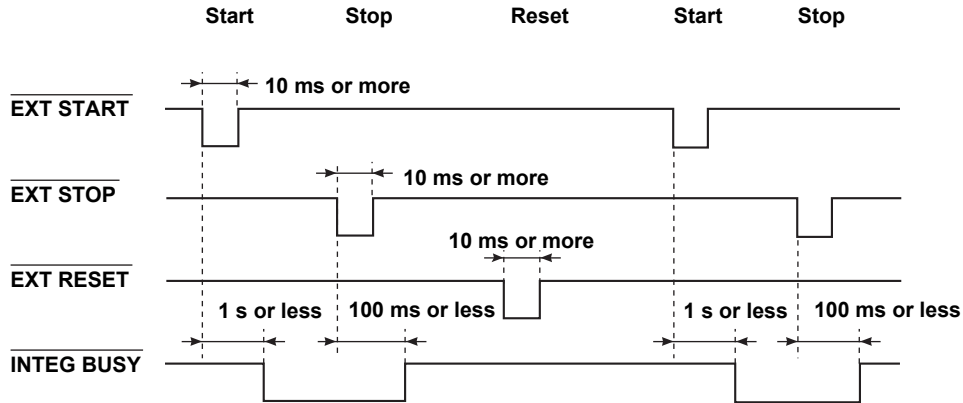 Start Stop Reset Start Stop
10 ms or more
EXT START
10 ms or more
EXT STOP
10 ms or more
EXT RESET
1 s or less 100 ms or less 1 s or less 100 ms or less
INTEG BUSY